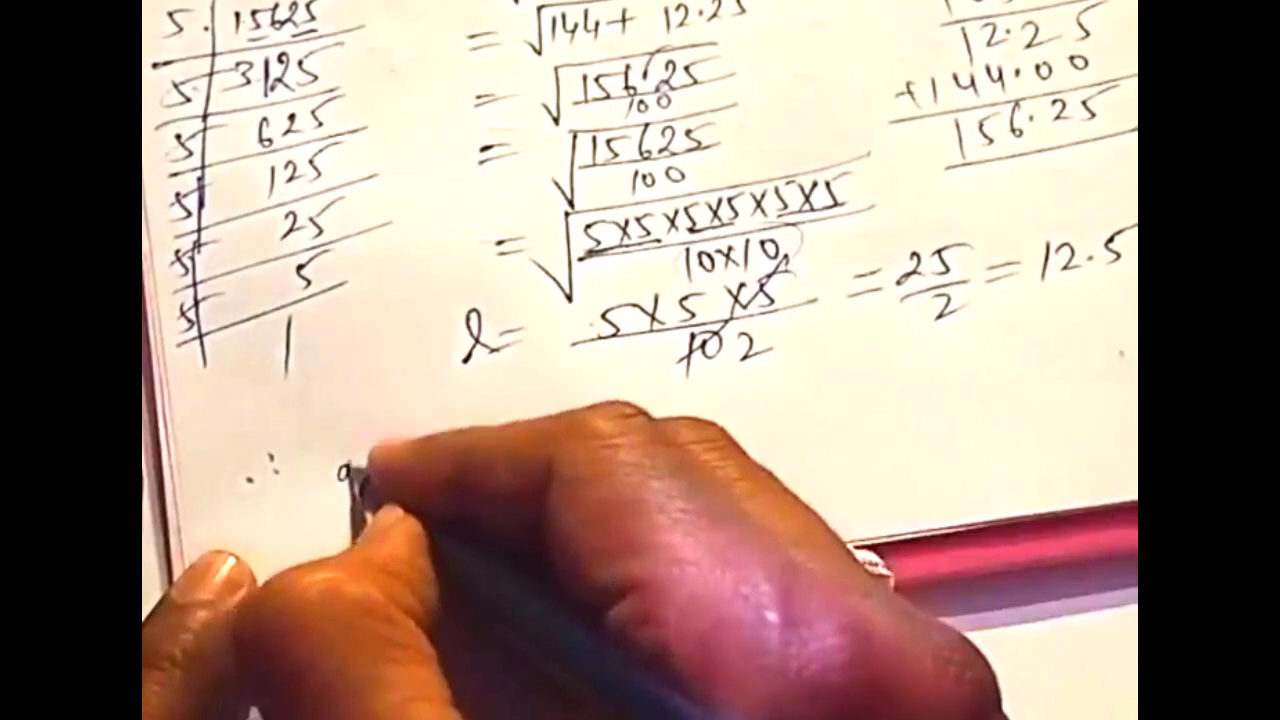 5. | 15625
5. | 3125
5 | 625
5 | 125
5 | 25
5 | 5
5 | 1
= √144 + 12.25
= √156.25/100
= √15625/100
= √5×5×5×5×5×5/10×10
l = 5×5×5/10 2 = 25/2 = 12.5
12.25
+144.00
156.25
∴